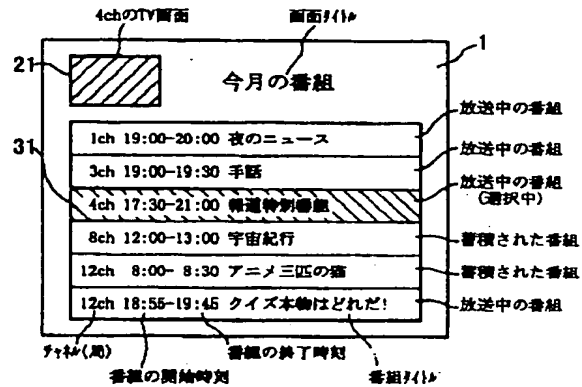 4chのTV画面
画面ﾀｲﾄﾙ
1
21
今月の番組
放送中の番組
1ch 19:00-20:00 夜のニュース
放送中の番組
3ch 19:00-19:30 手話
31
放送中の番組
(選択中)
4ch 17:30-21:00 報道特別番組
8ch 12:00-13:00 宇宙紀行
蓄積された番組
12ch 8:00- 8:30 アニメ三匹の猫
蓄積された番組
12ch 18:55-19:45 クイズ本物はどれだ!
放送中の番組
ﾁｬﾈﾙ(局)
番組の終了時刻
番組の開始時刻
番組ﾀｲﾄﾙ